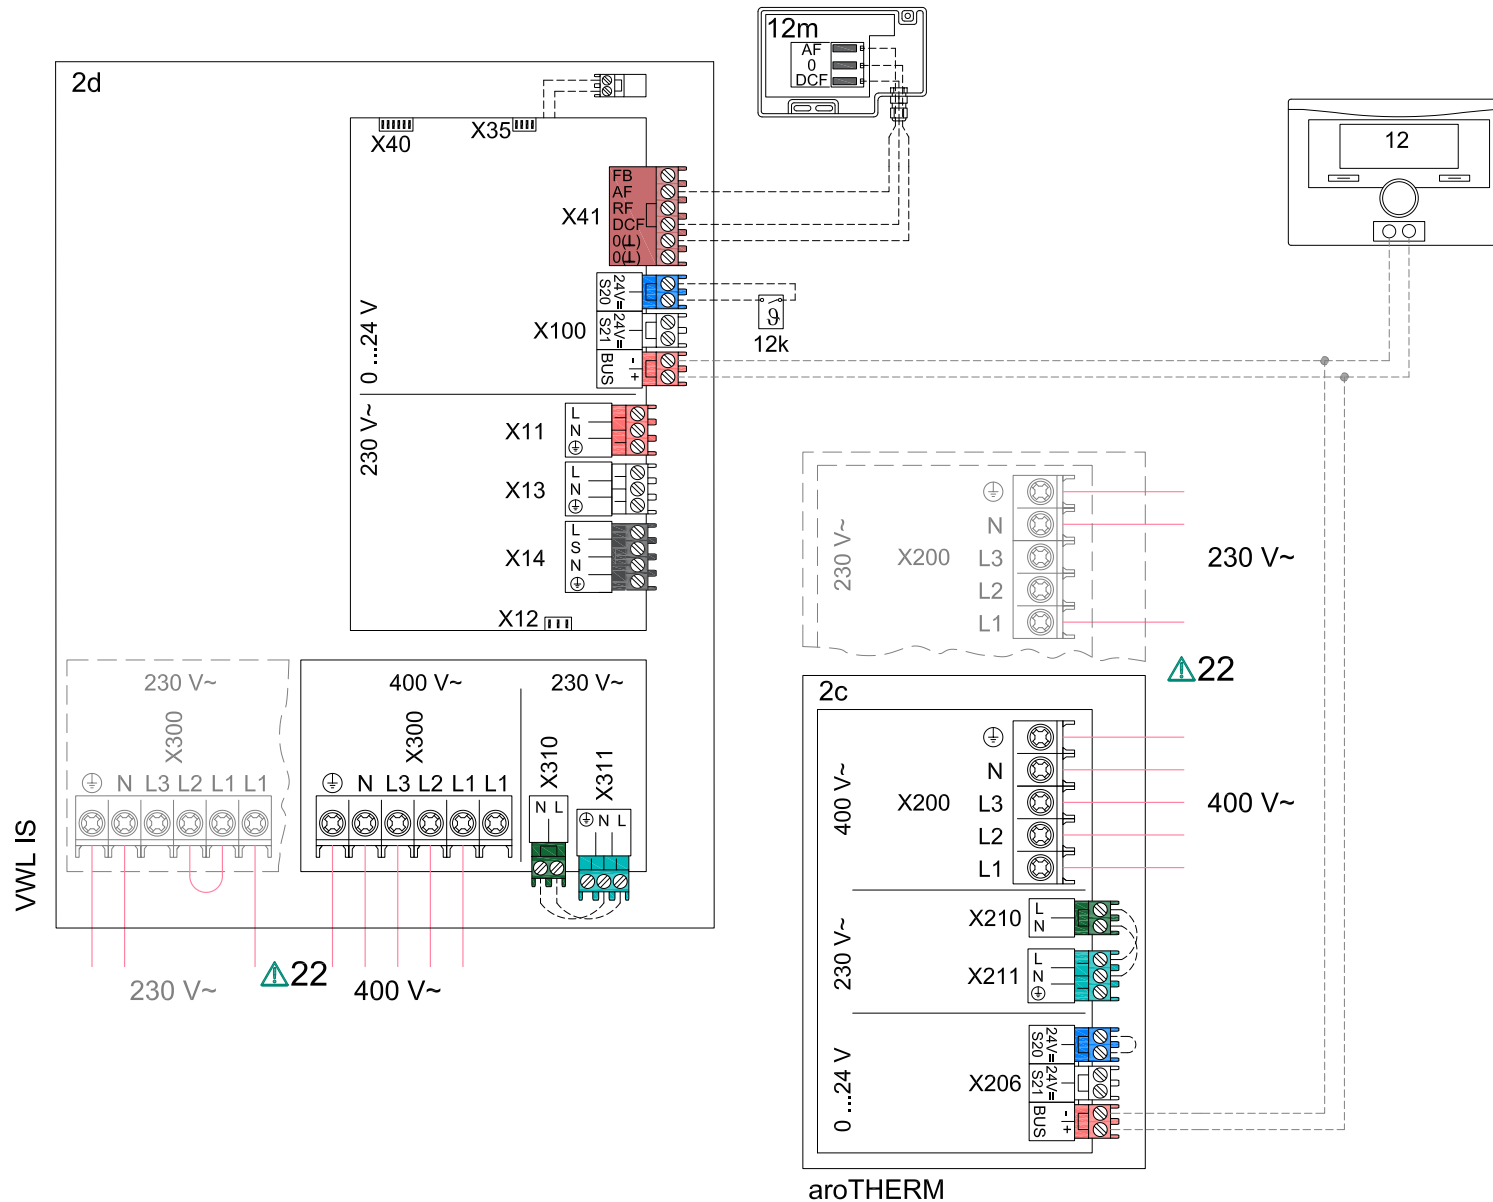 2d
X40
X35
X41
FB
AF
RF
DCF
0(⊥)
0(⊥)
X100
24V=
S20
24V=
S21
BUS
-
+
0 ...24 V
230 V~
X11
L
N
X13
L
N
X14
L
S
N
X12
230 V~
X300
N L3 L2 L1 L1
400 V~
X300
N L3 L2 L1 L1
230 V~
X310
N L
X311
N L
VWL IS
230 V~
22
400 V~
12m
AF
0
DCF
12k
12
230 V~
X200
N
L3
L2
L1
230 V~
22
2c
400 V~
X200
N
L3
L2
L1
400 V~
230 V~
X210
L
N
X211
L
N
0 ...24 V
X206
24V=
S20
24V=
S21
BUS
-
+
aroTHERM